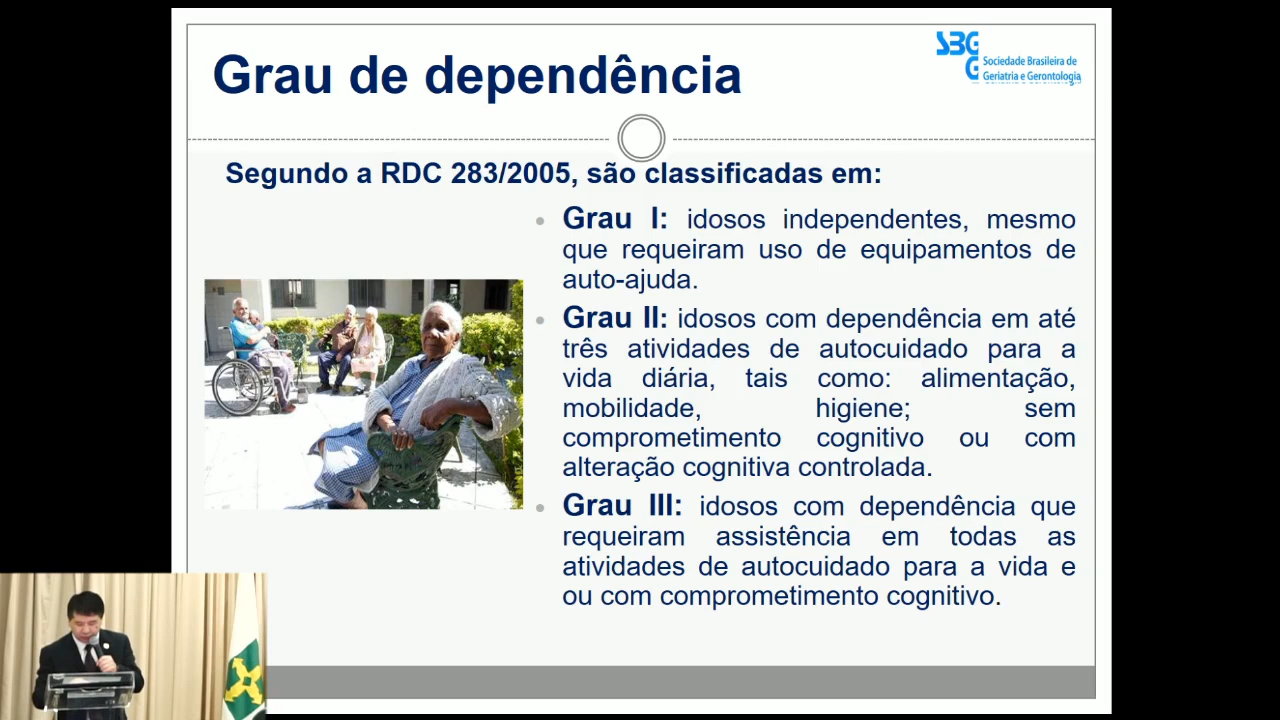 Grau de dependência
SBGG
Sociedade Brasileira de
Geriatria e Gerontologia
Segundo a RDC 283/2005, são classificadas em:
Grau I: idosos independentes, mesmo
que requeiram uso de equipamentos de
auto-ajuda.
Grau II: idosos com dependência em até
três atividades de autocuidado para a
vida diária, tais como: alimentação,
mobilidade, higiene; sem
comprometimento cognitivo ou com
alteração cognitiva controlada.
Grau III: idosos com dependência que
requeiram assistência em todas as
atividades de autocuidado para a vida e
ou com comprometimento cognitivo.